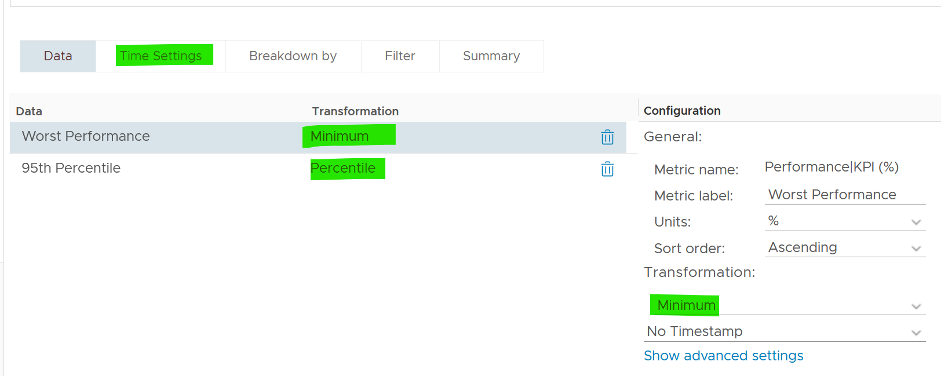 Data Time Settings Breakdown by Filter Summary
Data Transformation
Worst Performance Minimum
95th Percentile Percentile
Configuration
General:
Metric name: Performance|KPI (%)
Metric label: Worst Performance
Units: %
Sort order: Ascending
Transformation:
Minimum
No Timestamp
Show advanced settings